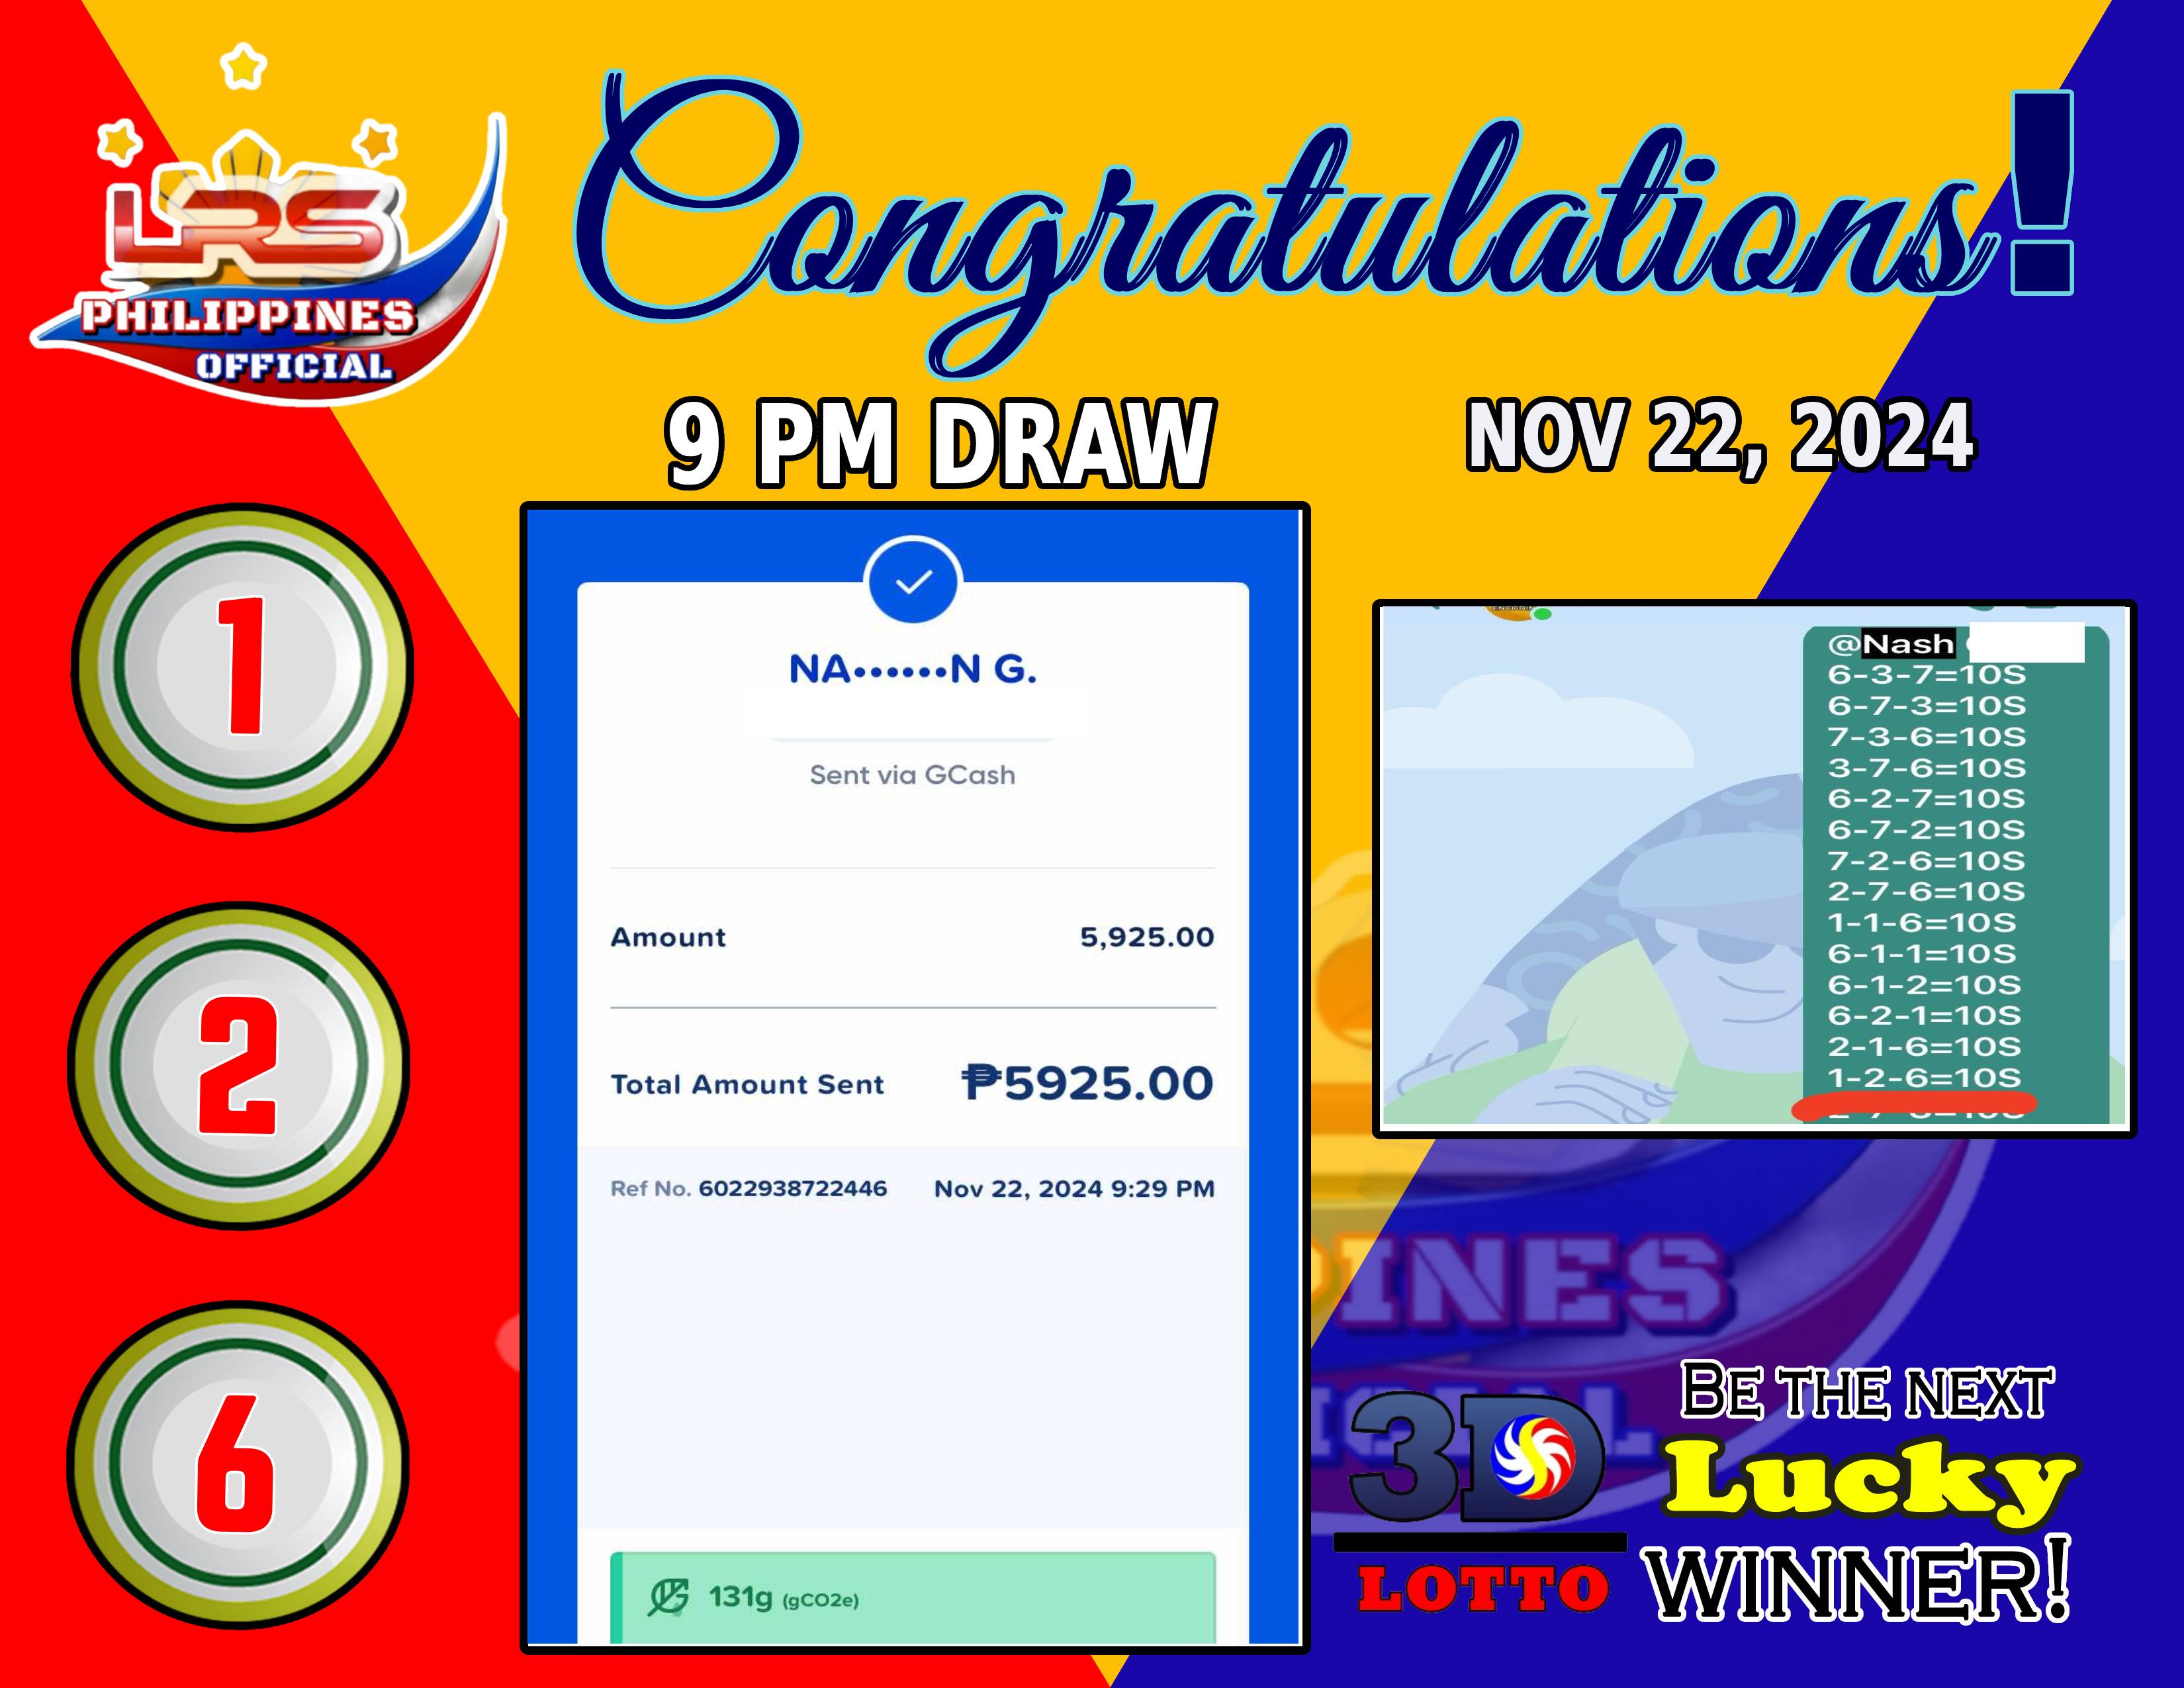 LRS
PHILIPPINES
OFFICIAL
Congratulations!
9 PM DRAW
NOV 22, 2024
1
2
6
NA••••••N G.
Sent via GCash
Amount 5,925.00
Total Amount Sent ₱5925.00
Ref No. 6022938722446 Nov 22, 2024 9:29 PM
131g (gCO2e)
@Nash
6-3-7=10S
6-7-3=10S
7-3-6=10S
3-7-6=10S
6-2-7=10S
6-7-2=10S
7-2-6=10S
2-7-6=10S
1-1-6=10S
6-1-1=10S
6-1-2=10S
6-2-1=10S
2-1-6=10S
1-2-6=10S
PINES
3D
LOTTO
BE THE NEXT
Lucky
WINNER!